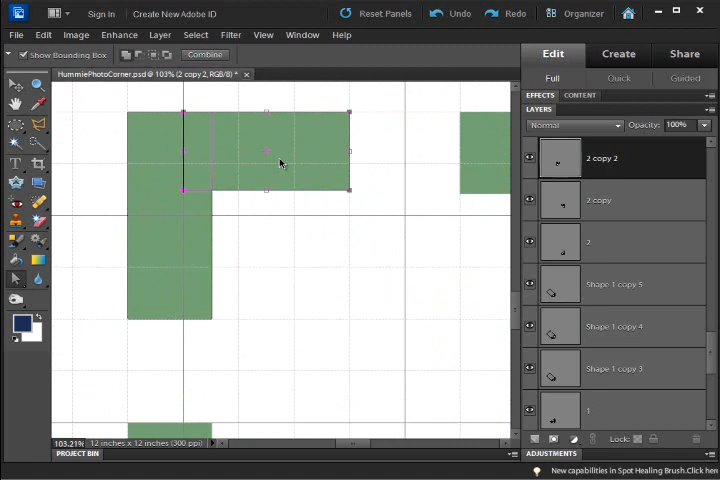 Ps
Sign In
Create New Adobe ID
Reset Panels
Undo
Redo
Organizer
File Edit Image Enhance Layer Select Filter View Window Help
Show Bounding Box
Combine
Edit Create Share
HummiePhotoCorner.psd @ 103% (2 copy 2, RGB/8) *
Full Quick Guided
EFFECTS CONTENT
LAYERS
Normal Opacity: 100%
2 copy 2
2 copy
2
Shape 1 copy 5
Shape 1 copy 4
Shape 1 copy 3
1
T
103.21% 12 inches x 12 inches (300 ppi)
Lock:
PROJECT BIN
ADJUSTMENTS
New capabilities in Spot Healing Brush.Click here